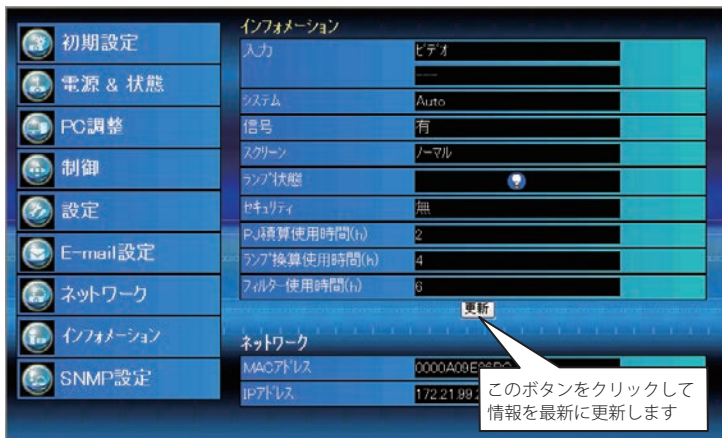 初期設定
電源 & 状態
PC調整
制御
設定
E-mail設定
ネットワーク
インフォメーション
SNMP設定
インフォメーション
入力 ビデオ
---
システム Auto
信号 有
スクリーン ノーマル
ランプ状態
セキュリティ 無
PJ積算使用時間(h) 2
ランプ換算使用時間(h) 4
フィルター使用時間(h) 6
更新
ネットワーク
MACアドレス
IPアドレス
このボタンをクリックして
情報を最新に更新します